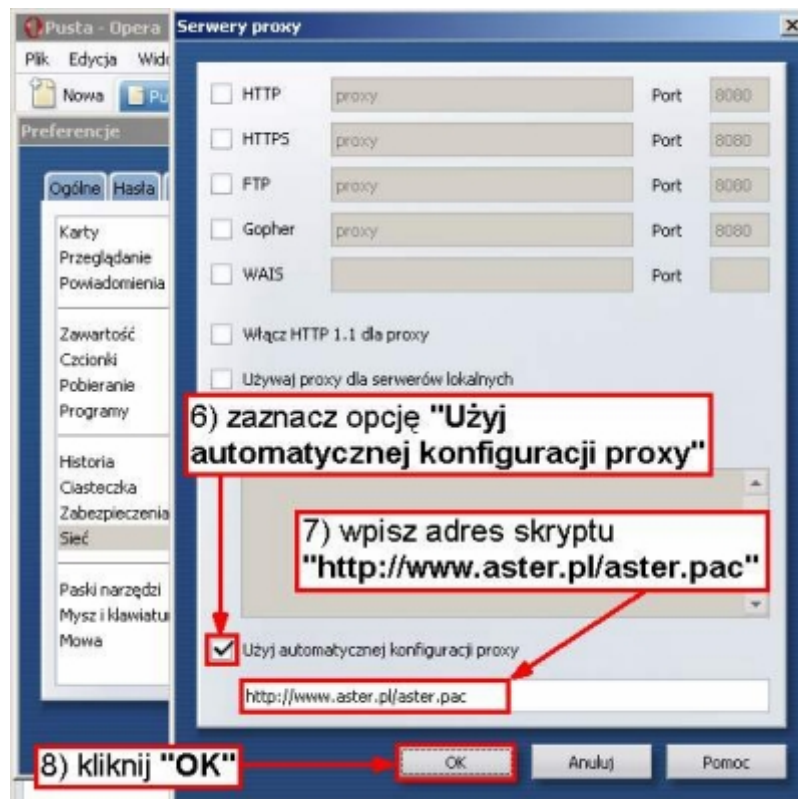 Pusta - Opera
Serwery proxy
Plik Edycja
Nowa
Preferencje
Ogólne Hasła
Karty
Przeglądanie
Powiadomienia
Zawartość
Czcionki
Pobieranie
Programy
Historia
Ciasteczka
Zabezpieczenia
Sieć
Paski narzędzi
Mysz i
Mowa
HTTP proxy Port 8080
HTTPS proxy Port 8080
FTP proxy Port 8080
Gopher proxy Port 8080
WAIS Port
Włącz HTTP 1.1 dla proxy
Używaj proxy dla serwerów lokalnych
6) zaznacz opcję "Użyj
automatycznej konfiguracji proxy"
7) wpisz adres skryptu
"http://www.aster.pl/aster.pac"
Użyj automatycznej konfiguracji proxy
http://www.aster.pl/aster.pac
8) kliknij "OK"
OK Anuluj Pomoc